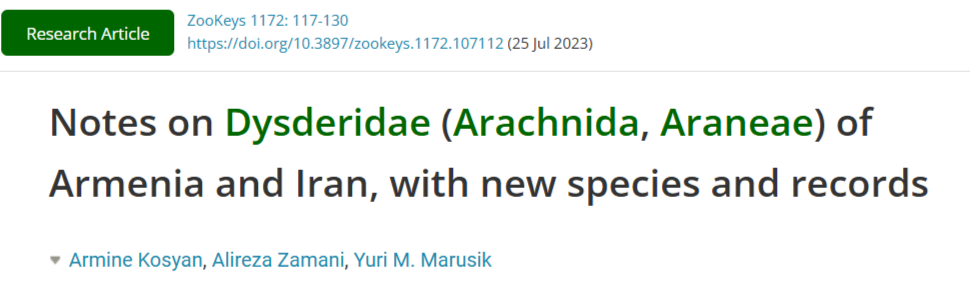 Research Article
ZooKeys 1172: 117-130
https://doi.org/10.3897/zookeys.1172.107112 (25 Jul 2023)
Notes on Dysderidae (Arachnida, Araneae) of
Armenia and Iran, with new species and records
Armine Kosyan, Alireza Zamani, Yuri M. Marusik